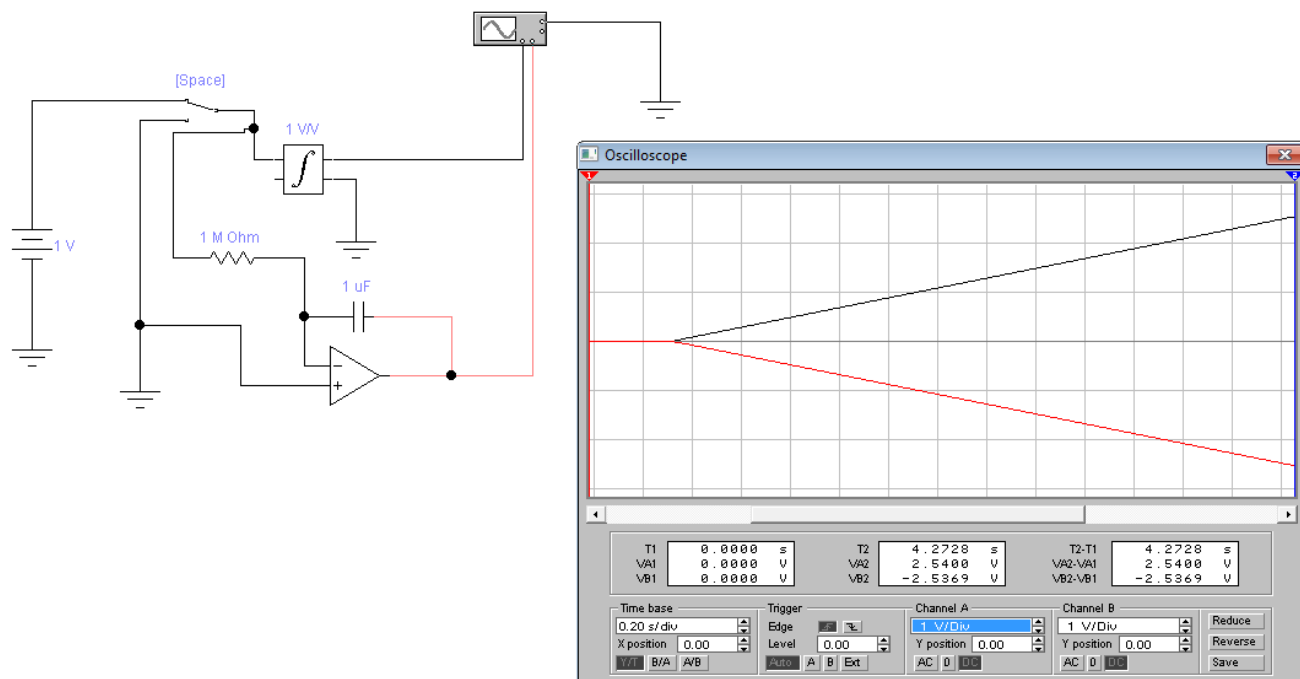 [Space]
1 V/V
1 V
1 M Ohm
1 uF
Oscilloscope
1
2
T1 0.0000 s
VA1 0.0000 V
VB1 0.0000 V
T2 4.2728 s
VA2 2.5400 V
VB2 -2.5369 V
T2-T1 4.2728 s
VA2-VA1 2.5400 V
VB2-VB1 -2.5369 V
Time base
0.20 s/div
X position 0.00
Y/T B/A A/B
Trigger
Edge
Level 0.00
Auto A B Ext
Channel A
1 V/Div
Y position 0.00
AC 0 DC
Channel B
1 V/Div
Y position 0.00
AC 0 DC
Reduce
Reverse
Save